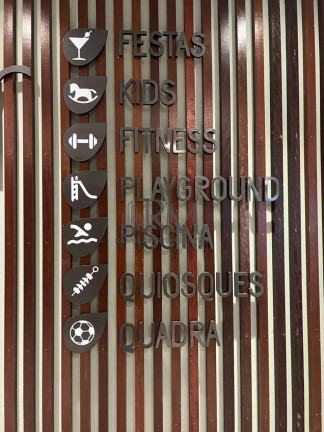 FESTAS
KIDS
FITNESS
PLAYGROUND
PISCINA
QUIOSQUES
QUADRA